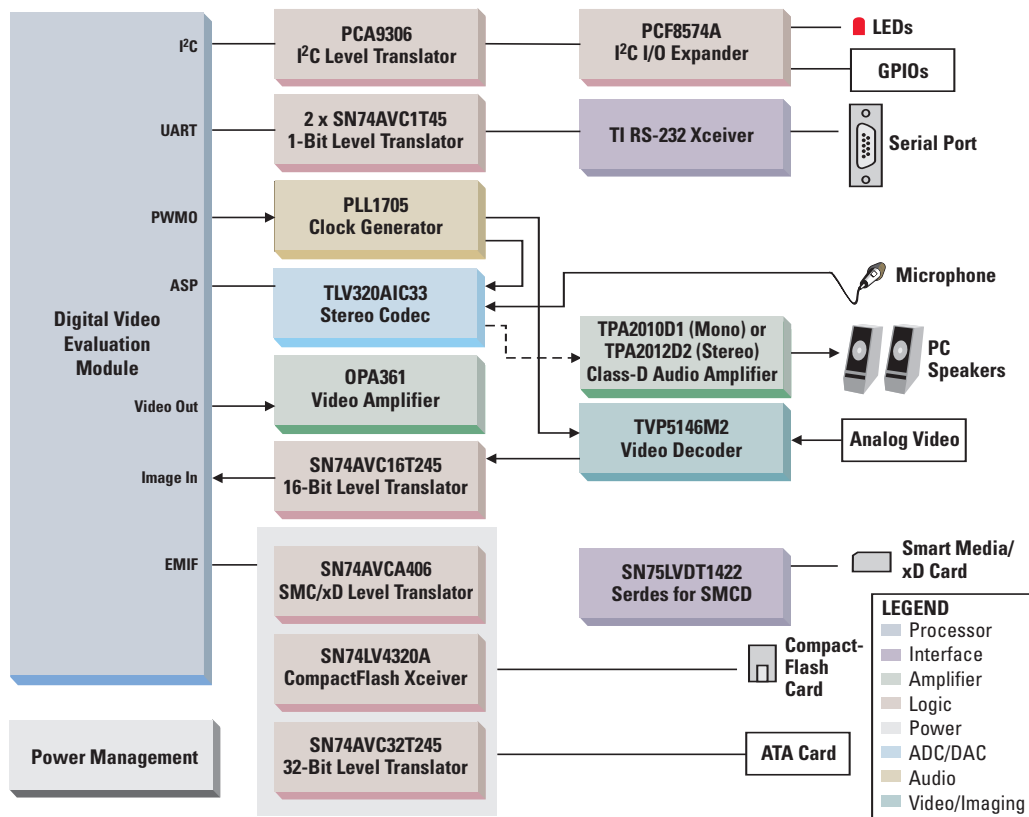 I²C
PCA9306
I²C Level Translator
PCF8574A
I²C I/O Expander
LEDs
GPIOs
UART
2 x SN74AVC1T45
1-Bit Level Translator
TI RS-232 Xceiver
Serial Port
PWMO
PLL1705
Clock Generator
ASP
TLV320AIC33
Stereo Codec
Microphone
Digital Video
Evaluation
Module
TPA2010D1 (Mono) or
TPA2012D2 (Stereo)
Class-D Audio Amplifier
PC
Speakers
Video Out
OPA361
Video Amplifier
TVP5146M2
Video Decoder
Analog Video
Image In
SN74AVC16T245
16-Bit Level Translator
EMIF
SN74AVCA406
SMC/xD Level Translator
SN75LVDT1422
Serdes for SMCD
Smart Media/
xD Card
SN74LV4320A
CompactFlash Xceiver
Compact-
Flash
Card
Power Management
SN74AVC32T245
32-Bit Level Translator
ATA Card
LEGEND
Processor
Interface
Amplifier
Logic
Power
ADC/DAC
Audio
Video/Imaging